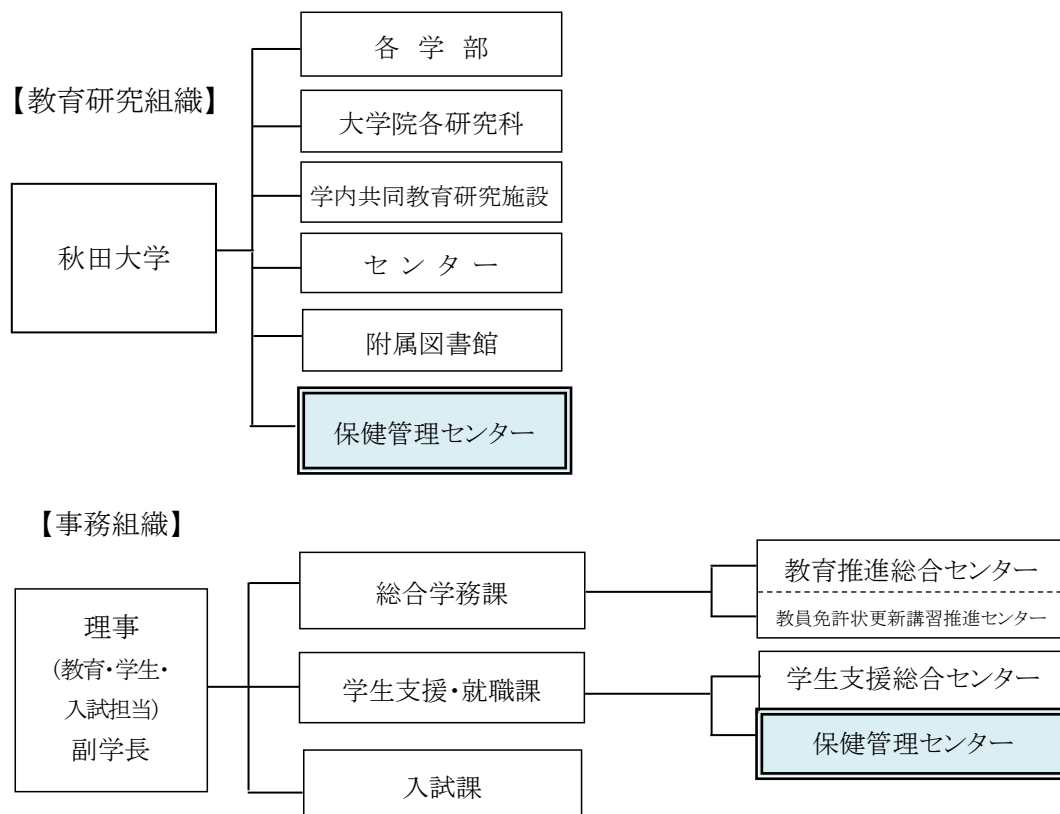 【教育研究組織】
秋田大学
各 学 部
大学院各研究科
学内共同教育研究施設
セ ン タ ー
附属図書館
保健管理センター
【事務組織】
理事
(教育・学生・
入試担当)
副学長
総合学務課
教育推進総合センター
教員免許状更新講習推進センター
学生支援・就職課
学生支援総合センター
保健管理センター
入試課